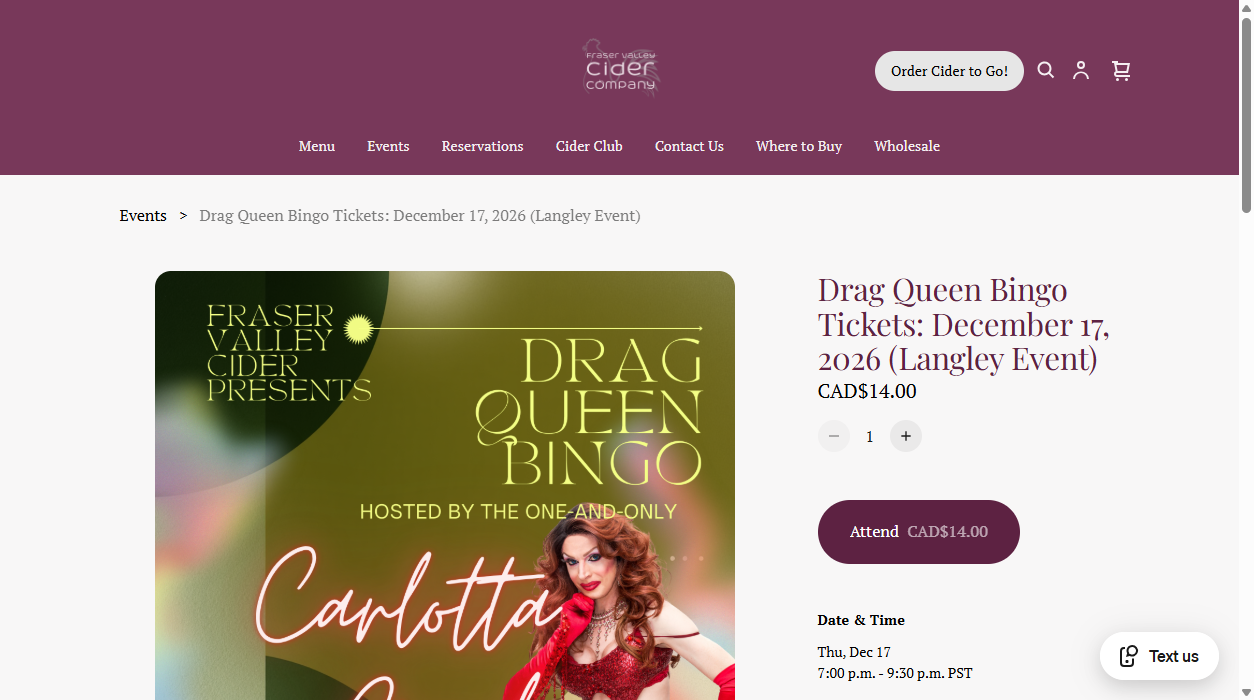 Fraser Valley
cider
company
Order Cider to Go!
Menu Events Reservations Cider Club Contact Us Where to Buy Wholesale
Events > Drag Queen Bingo Tickets: December 17, 2026 (Langley Event)
FRASER
VALLEY
CIDER
PRESENTS
DRAG
QUEEN
BINGO
HOSTED BY THE ONE-AND-ONLY
Carlotta
Drag Queen Bingo
Tickets: December 17,
2026 (Langley Event)
CAD$14.00
− 1 +
Attend CAD$14.00
Date & Time
Thu, Dec 17
7:00 p.m. - 9:30 p.m. PST
Text us